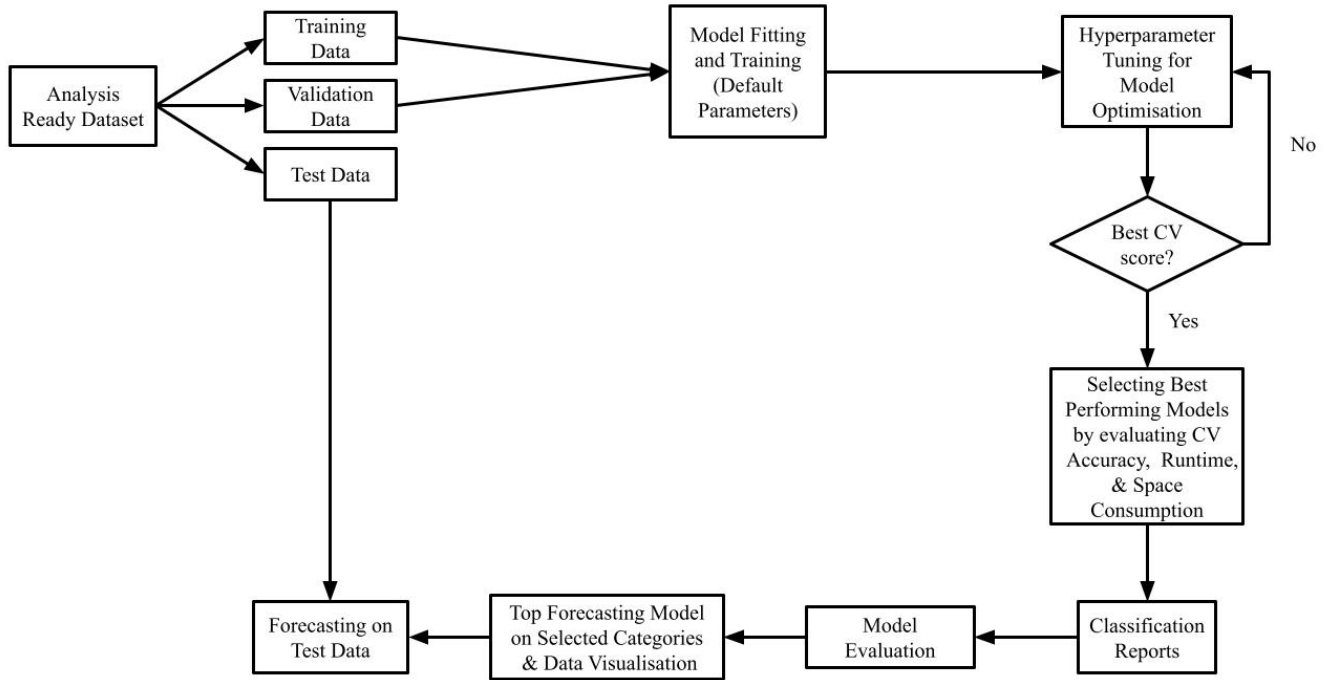 Analysis
Ready Dataset
Training
Data
Validation
Data
Test Data
Model Fitting
and Training
(Default
Parameters)
Hyperparameter
Tuning for
Model
Optimisation
No
Best CV
score?
Yes
Selecting Best
Performing Models
by evaluating CV
Accuracy, Runtime,
& Space
Consumption
Classification
Reports
Model
Evaluation
Top Forecasting Model
on Selected Categories
& Data Visualisation
Forecasting on
Test Data